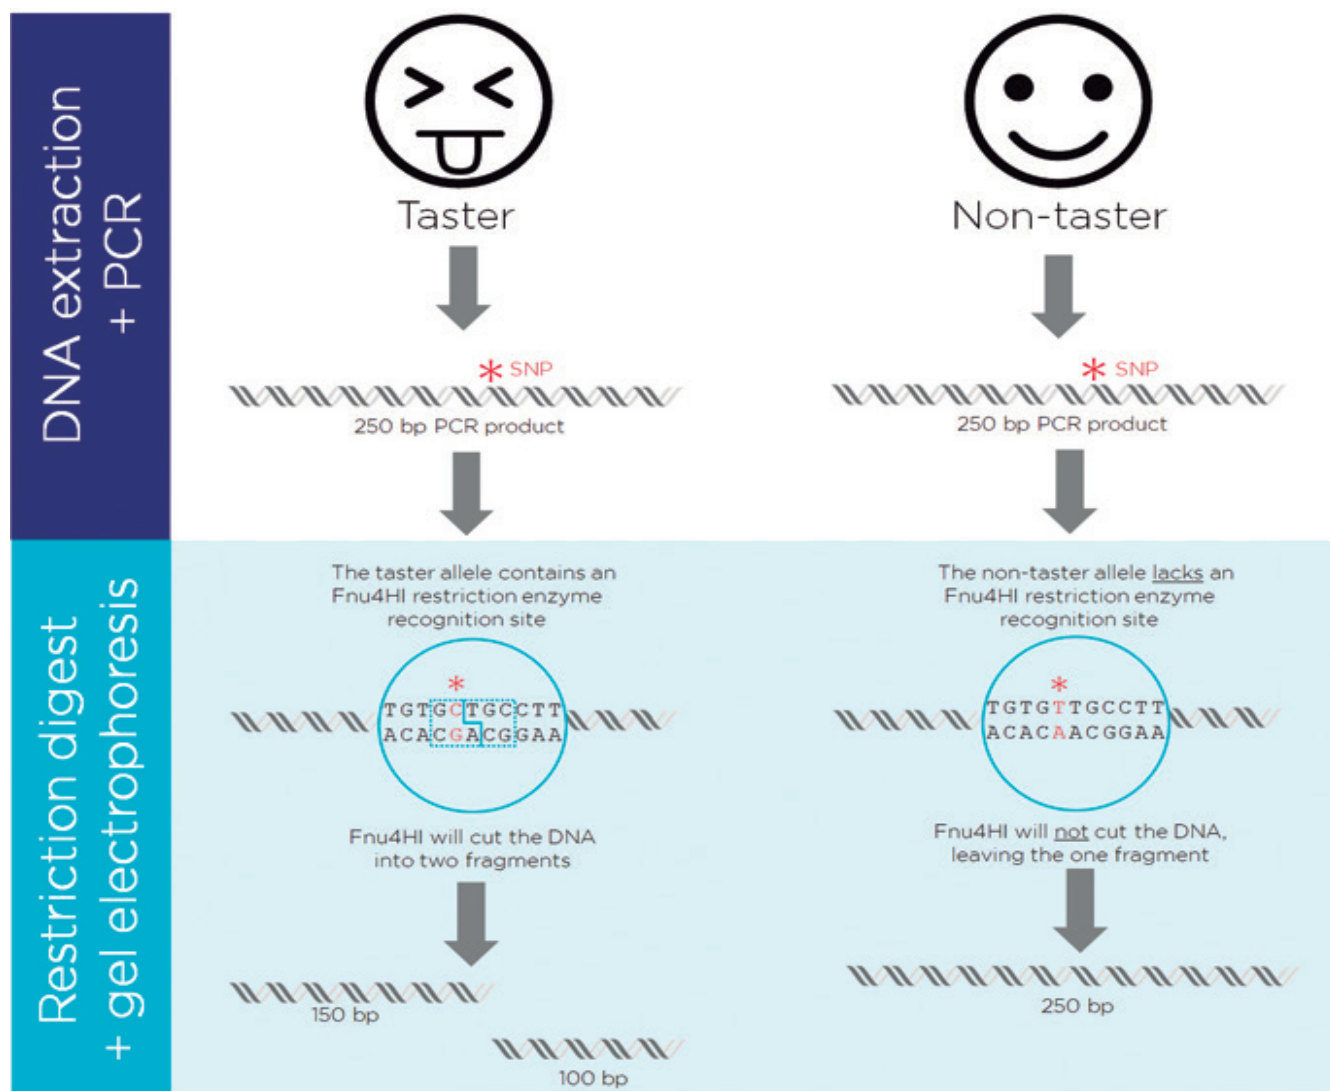 DNA extraction
+ PCR
Taster
* SNP
250 bp PCR product
Non-taster
* SNP
250 bp PCR product
Restriction digest
+ gel electrophoresis
The taster allele contains an
Fnu4HI restriction enzyme
recognition site
*
TGTGCTGCCTT
ACACGACGGAA
Fnu4HI will cut the DNA
into two fragments
150 bp
100 bp
The non-taster allele lacks an
Fnu4HI restriction enzyme
recognition site
*
TGTGTTGCCTT
ACACAACGGAA
Fnu4HI will not cut the DNA,
leaving the one fragment
250 bp